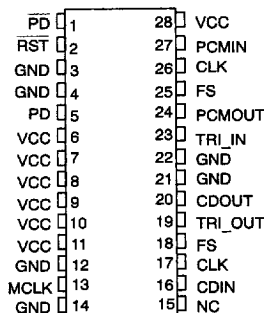 PD 1 28 VCC
RST 2 27 PCMIN
GND 3 26 CLK
GND 4 25 FS
PD 5 24 PCMOUT
VCC 6 23 TRI_IN
VCC 7 22 GND
VCC 8 21 GND
VCC 9 20 CDOUT
VCC 10 19 TRI_OUT
VCC 11 18 FS
GND 12 17 CLK
MCLK 13 16 CDIN
GND 14 15 NC